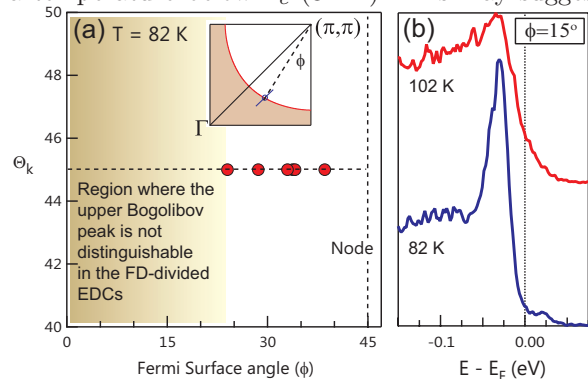 (a) T = 82 K
(π,π)
ϕ
Γ
Θk
50
48
46
44
42
40
Region where the
upper Bogolibov
peak is not
distinguishable
in the FD-divided
EDCs
Node
0 15 30 45
Fermi Surface angle (ϕ)
(b)
ϕ=15°
102 K
82 K
-0.1 0.00
E - EF (eV)